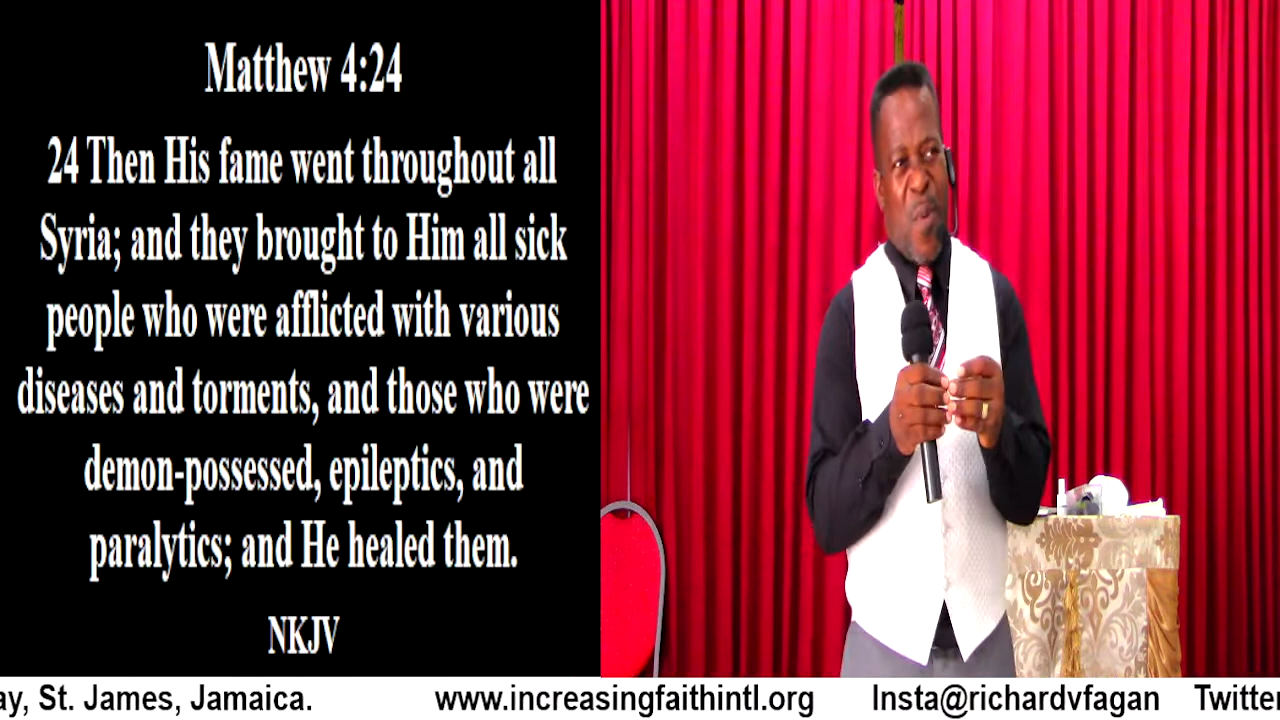 Matthew 4:24
24 Then His fame went throughout all
Syria; and they brought to Him all sick
people who were afflicted with various
diseases and torments, and those who were
demon-possessed, epileptics, and
paralytics; and He healed them.
NKJV
St. James, Jamaica. www.increasingfaithintl.org Insta@richardvfagan Twitter